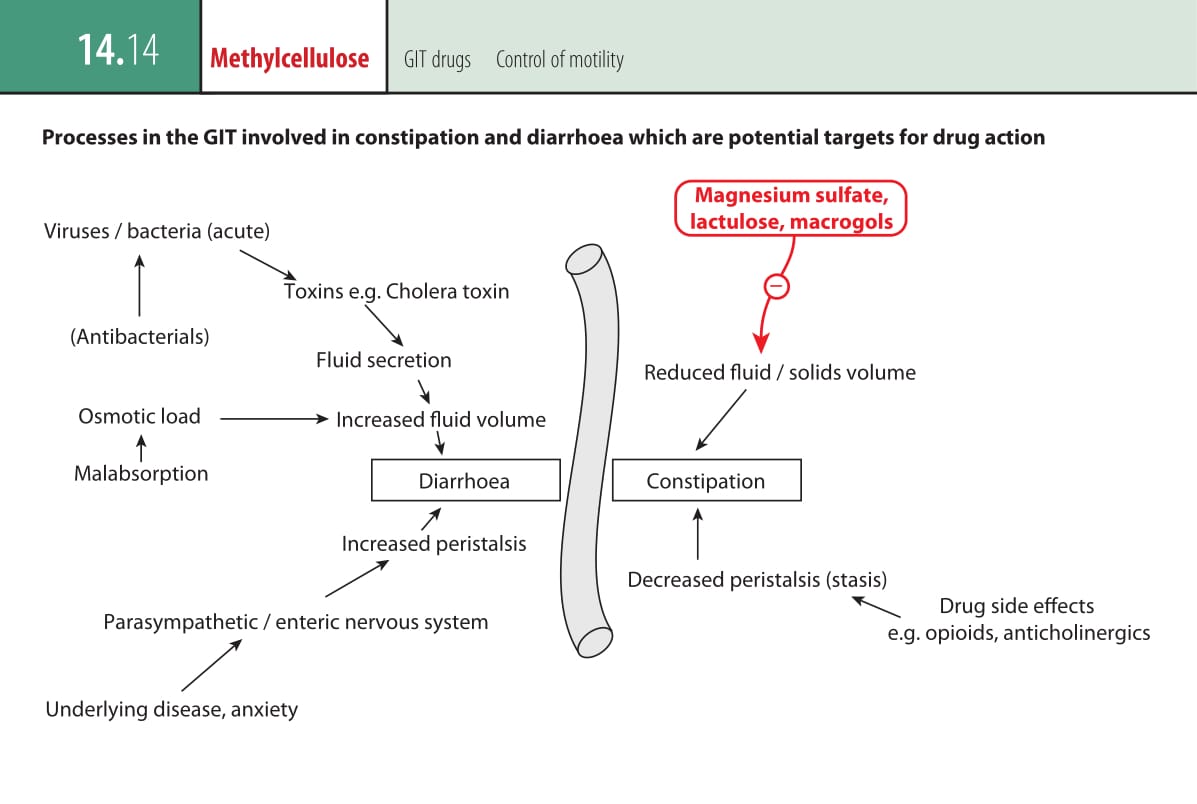 14.14
Methylcellulose
GIT drugs
Control of motility
Processes in the GIT involved in constipation and diarrhoea which are potential targets for drug action
Magnesium sulfate,
lactulose, macrogols
−
Viruses / bacteria (acute)
Toxins e.g. Cholera toxin
(Antibacterials)
Fluid secretion
Reduced fluid / solids volume
Osmotic load
Increased fluid volume
Malabsorption
Diarrhoea
Constipation
Increased peristalsis
Decreased peristalsis (stasis)
Drug side effects
e.g. opioids, anticholinergics
Parasympathetic / enteric nervous system
Underlying disease, anxiety